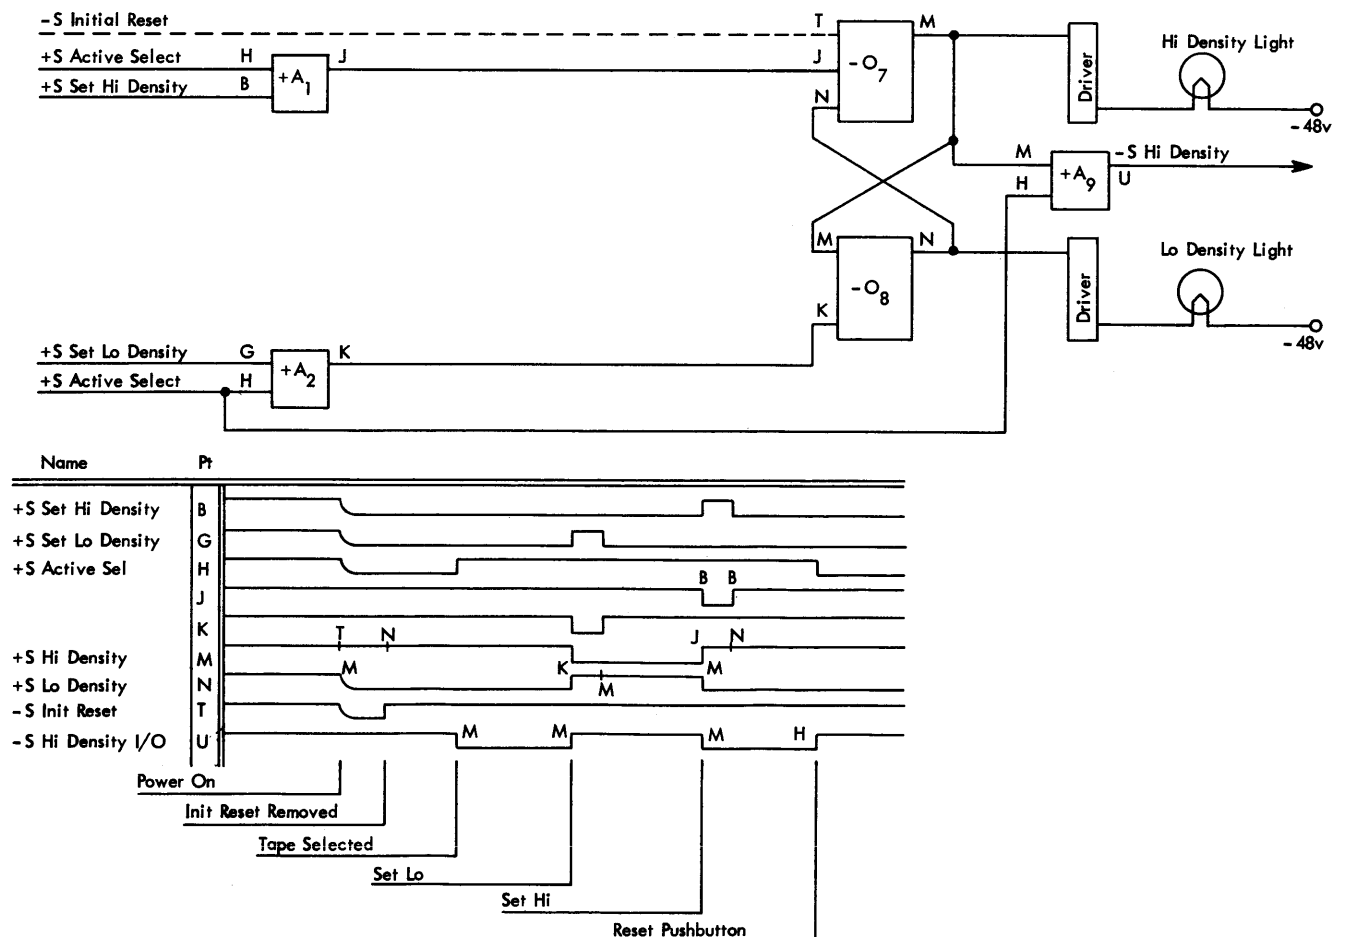 -S Initial Reset
T
M
+S Active Select H
J
J
+S Set Hi Density B
+A1
-O7
N
Driver
Hi Density Light
-48v
M
H
+A9
-S Hi Density
U
M
N
-O8
K
Driver
Lo Density Light
-48v
+S Set Lo Density G
K
+S Active Select H
+A2
Name Pt
+S Set Hi Density B
+S Set Lo Density G
+S Active Sel H
B B
J
K
T N J N
+S Hi Density M
M K M
+S Lo Density N
M
-S Init Reset T
-S Hi Density I/O U
M M M H
Power On
Init Reset Removed
Tape Selected
Set Lo
Set Hi
Reset Pushbutton